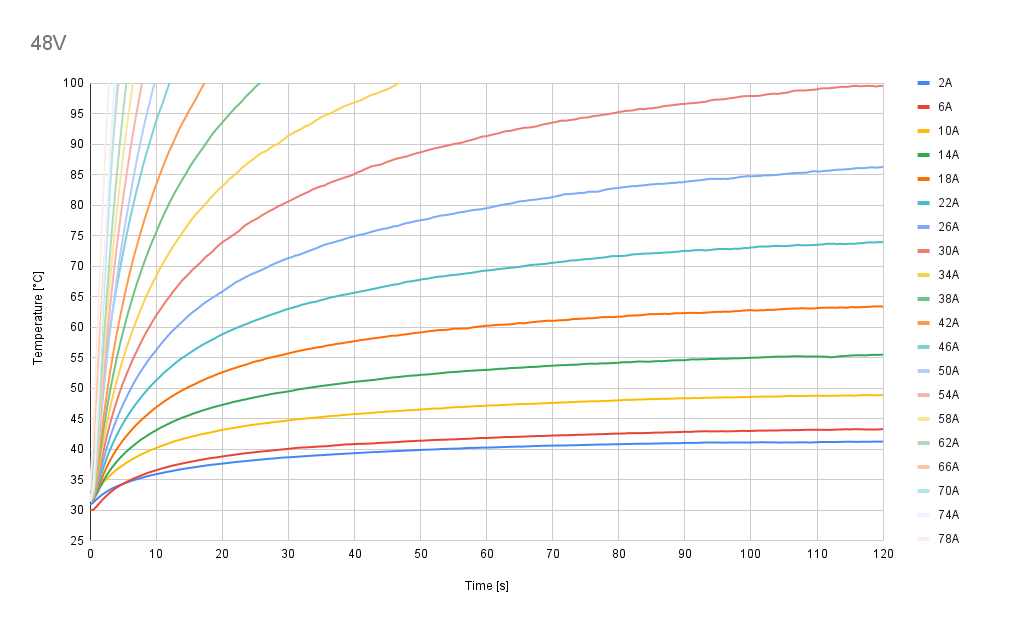 48V
Temperature [°C]
100
95
90
85
80
75
70
65
60
55
50
45
40
35
30
25
0 10 20 30 40 50 60 70 80 90 100 110 120
Time [s]
2A
6A
10A
14A
18A
22A
26A
30A
34A
38A
42A
46A
50A
54A
58A
62A
66A
70A
74A
78A